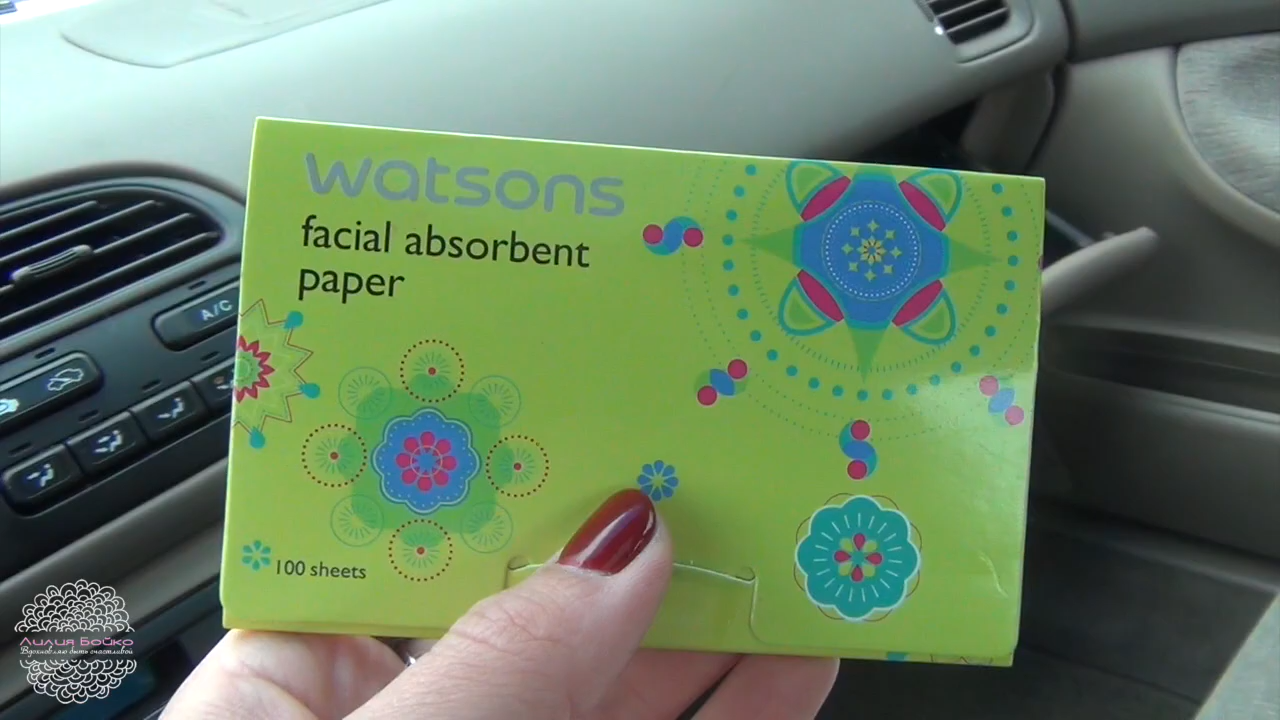 watsons
facial absorbent
paper
A/C
100 sheets
Лилия Бойко
Вдохновляю быть счастливой